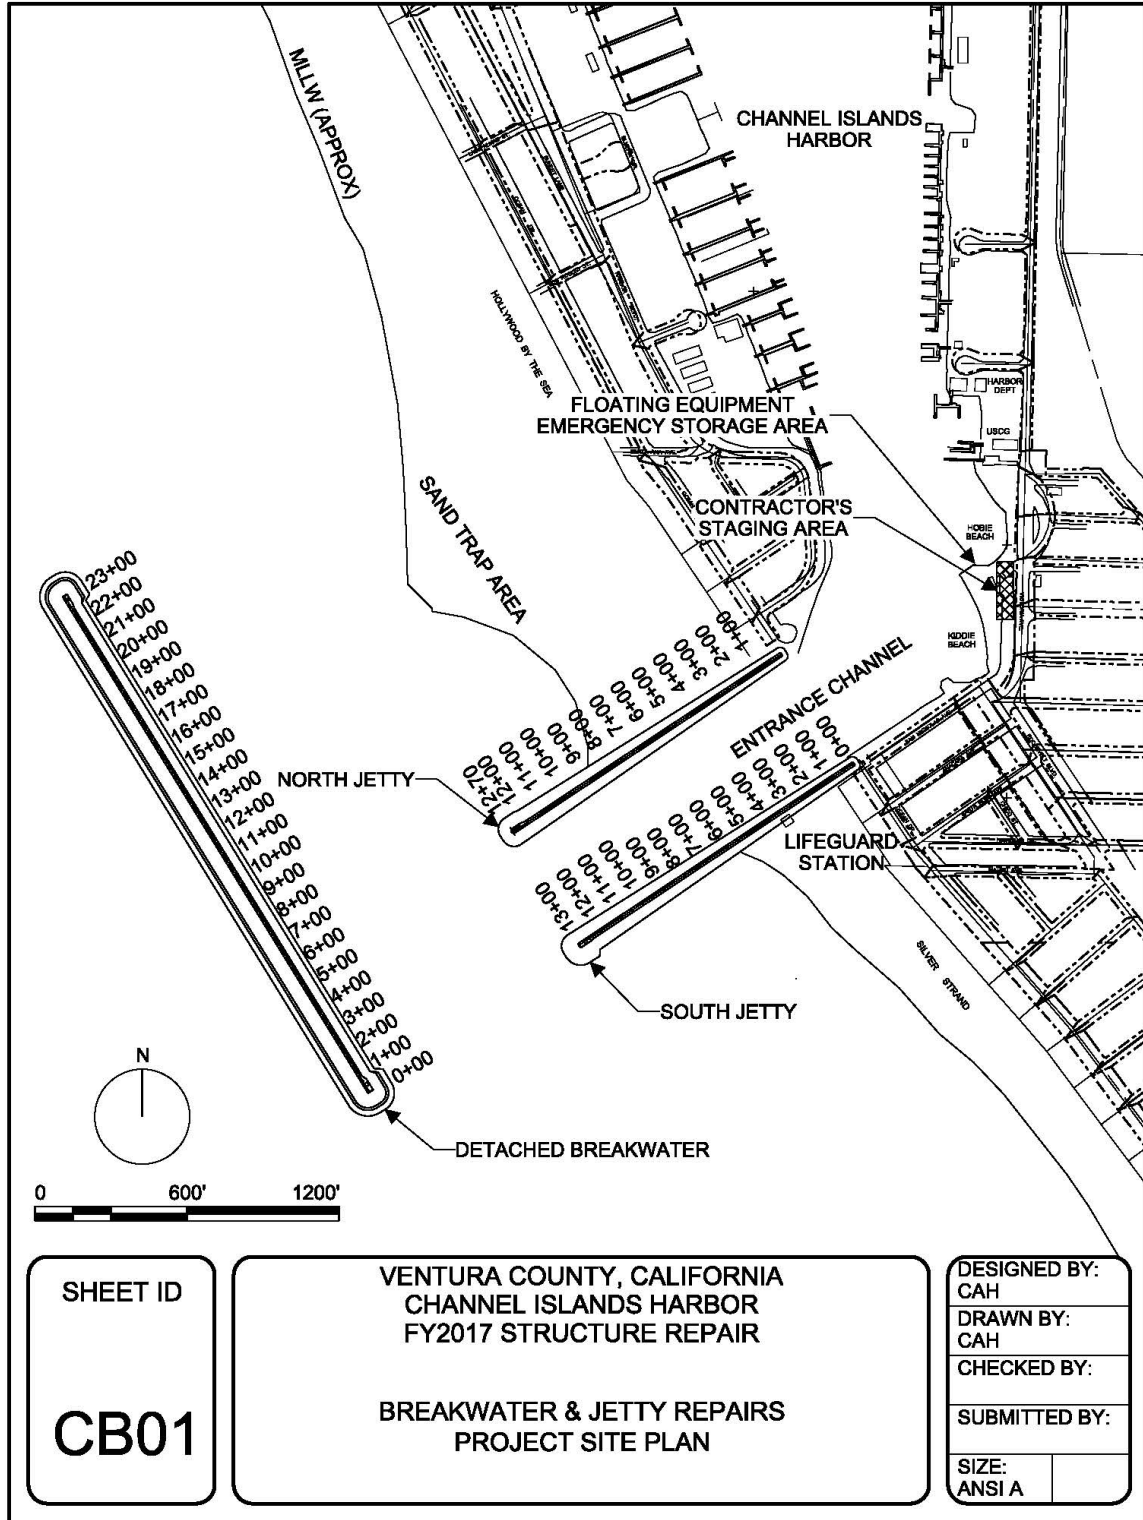 MLLW (APPROX)
CHANNEL ISLANDS
HARBOR
HOLLYWOOD BY THE SEA
HARBOR
DEPT
FLOATING EQUIPMENT
EMERGENCY STORAGE AREA
USCG
SAND TRAP AREA
CONTRACTOR'S
STAGING AREA
HOBIE
BEACH
KIDDIE
BEACH
23+00
22+00
21+00
20+00
19+00
18+00
17+00
16+00
15+00
14+00
13+00
12+00
11+00
10+00
9+00
8+00
7+00
6+00
5+00
4+00
3+00
2+00
1+00
0+00
1+00
2+00
3+00
4+00
5+00
6+00
7+00
8+00
9+00
10+00
11+00
12+00
12+70
NORTH JETTY
ENTRANCE CHANNEL
0+00
1+00
2+00
3+00
4+00
5+00
6+00
7+00
8+00
9+00
10+00
11+00
12+00
13+00
LIFEGUARD
STATION
SILVER STRAND
SOUTH JETTY
N
DETACHED BREAKWATER
0 600' 1200'
SHEET ID
CB01
VENTURA COUNTY, CALIFORNIA
CHANNEL ISLANDS HARBOR
FY2017 STRUCTURE REPAIR
BREAKWATER & JETTY REPAIRS
PROJECT SITE PLAN
DESIGNED BY:
CAH
DRAWN BY:
CAH
CHECKED BY:
SUBMITTED BY:
SIZE:
ANSI A